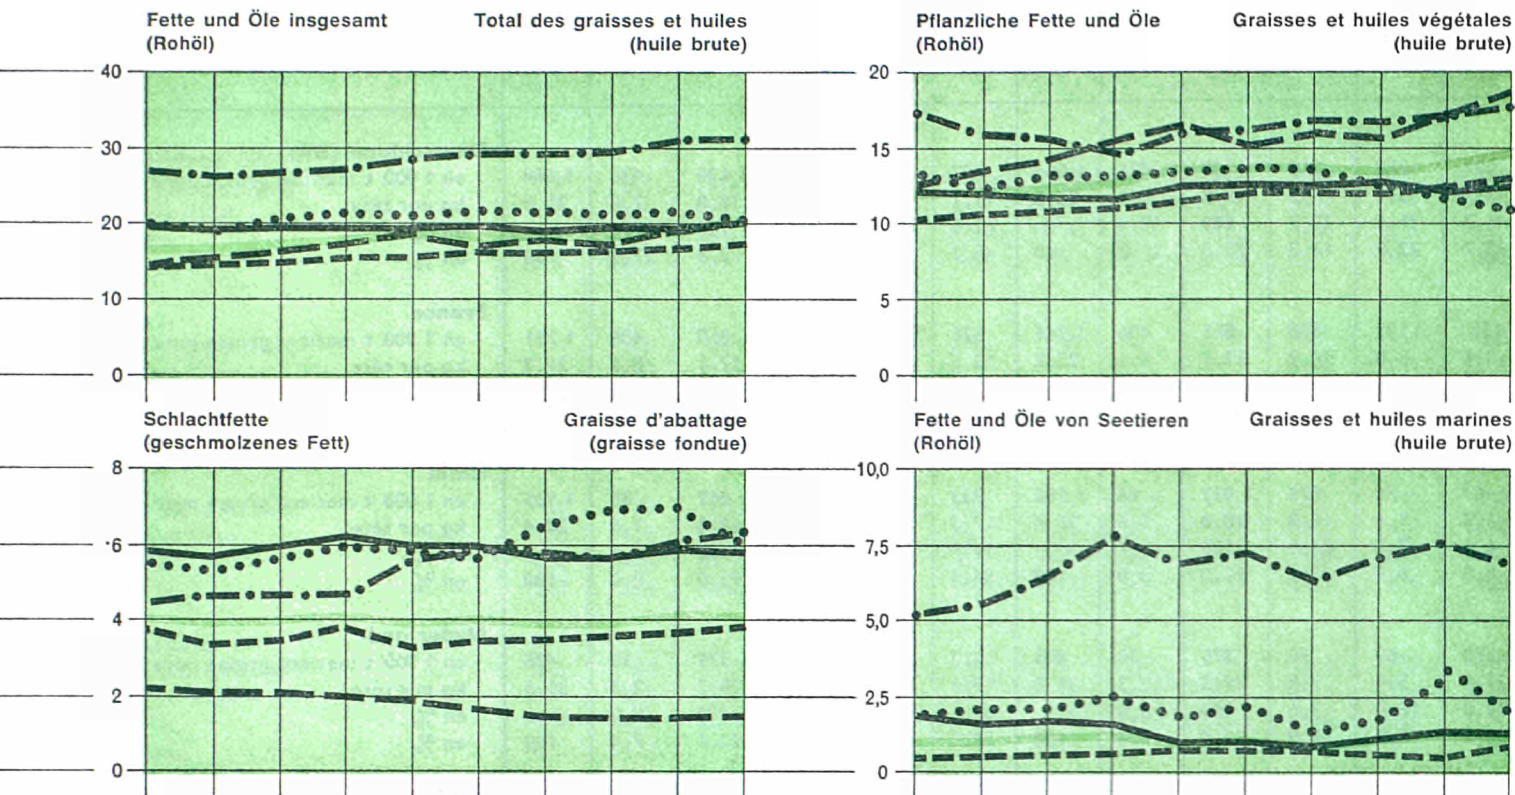 Fette und Öle insgesamt
(Rohöl)
Total des graisses et huiles
(huile brute)
40
30
20
10
0
Pflanzliche Fette und Öle
(Rohöl)
Graisses et huiles végétales
(huile brute)
20
15
10
5
0
Schlachtfette
(geschmolzenes Fett)
Graisse d'abattage
(graisse fondue)
8
6
4
2
0
Fette und Öle von Seetieren
(Rohöl)
Graisses et huiles marines
(huile brute)
10,0
7,5
5,0
2,5
0